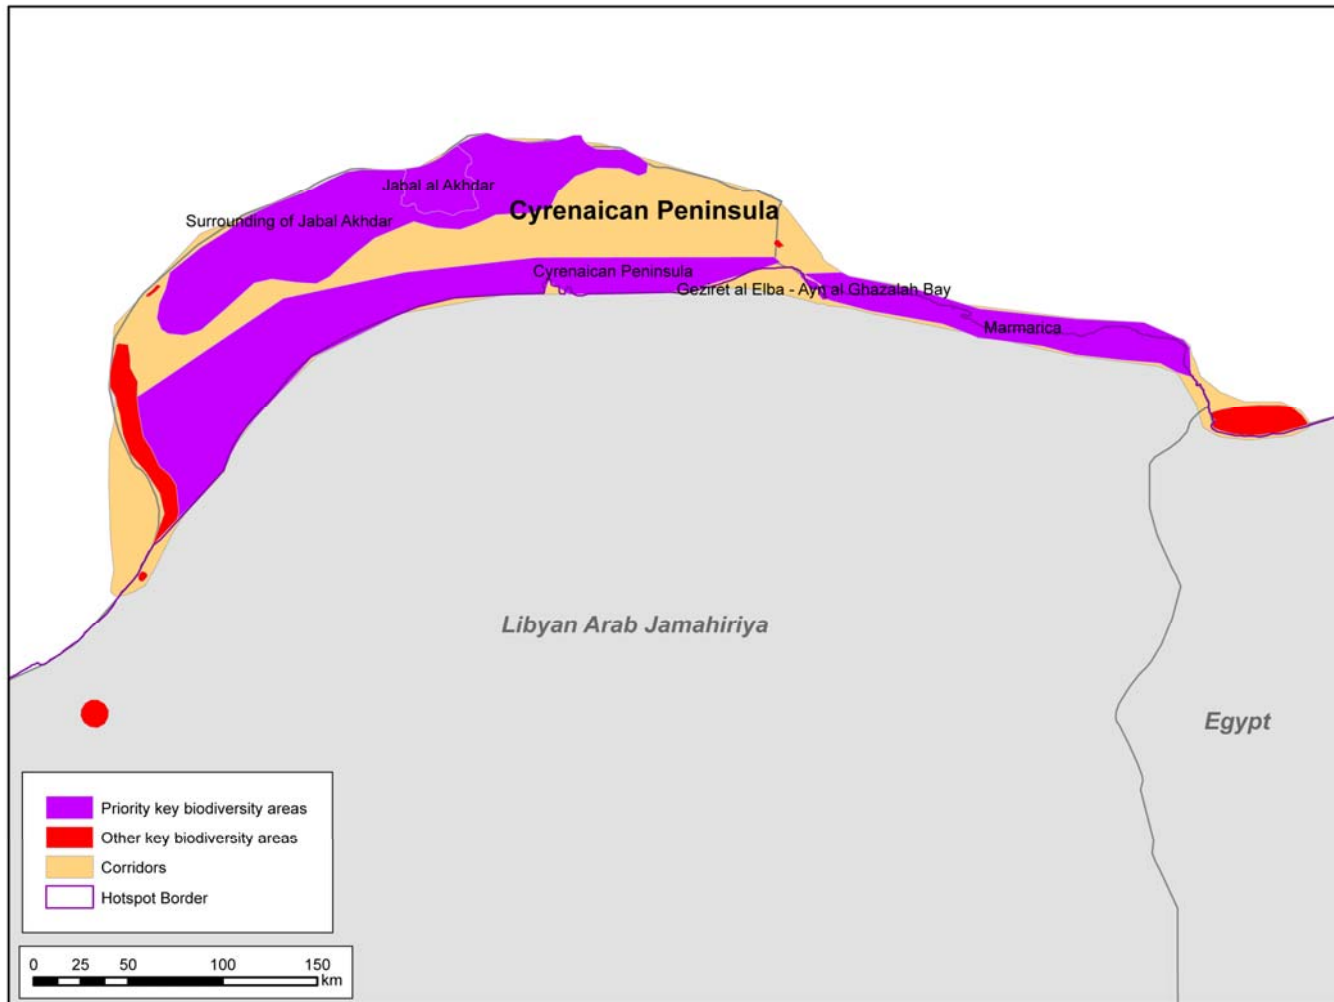 Jabal al Akhdar
Surrounding of Jabal Akhdar
Cyrenaican Peninsula
Cyrenaican Peninsula
Geziret al Elba - Ayn al Ghazalah Bay
Marmarica
Libyan Arab Jamahiriya
Egypt
Priority key biodiversity areas
Other key biodiversity areas
Corridors
Hotspot Border
0 25 50 100 150
km